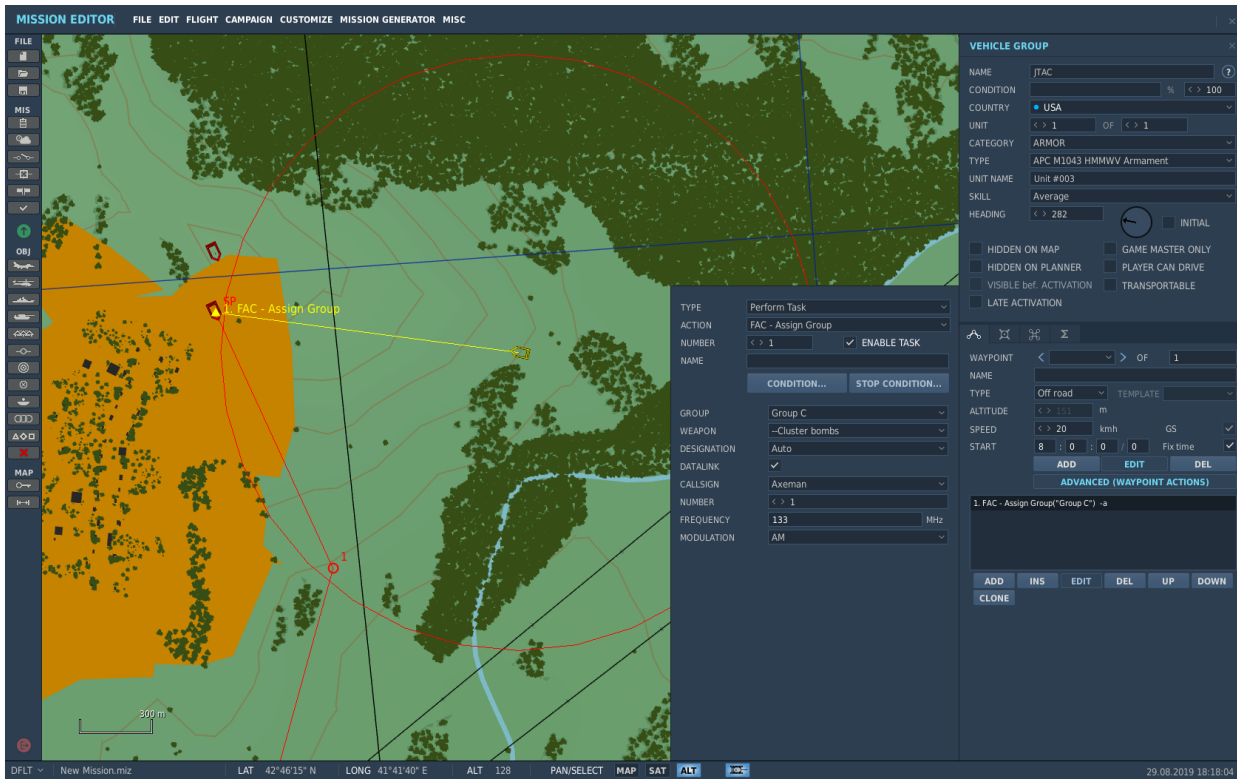 MISSION EDITOR FILE EDIT FLIGHT CAMPAIGN CUSTOMIZE MISSION GENERATOR MISC
FILE
MIS
OBJ
MAP
SP
1. FAC - Assign Group
1
300 m
TYPE Perform Task
ACTION FAC - Assign Group
NUMBER < > 1 ENABLE TASK
NAME
CONDITION... STOP CONDITION...
GROUP Group C
WEAPON --Cluster bombs
DESIGNATION Auto
DATALINK
CALLSIGN Axeman
NUMBER < > 1
FREQUENCY 133 MHz
MODULATION AM
VEHICLE GROUP
NAME JTAC ?
CONDITION % < > 100
COUNTRY USA
UNIT < > 1 OF < > 1
CATEGORY ARMOR
TYPE APC M1043 HMMWV Armament
UNIT NAME Unit #003
SKILL Average
HEADING < > 282 INITIAL
HIDDEN ON MAP GAME MASTER ONLY
HIDDEN ON PLANNER PLAYER CAN DRIVE
VISIBLE bef. ACTIVATION TRANSPORTABLE
LATE ACTIVATION
WAYPOINT < > OF 1
NAME
TYPE Off road TEMPLATE
ALTITUDE < > 151 m
SPEED < > 20 kmh GS
START 8 : 0 : 0 / 0 Fix time
ADD EDIT DEL
ADVANCED (WAYPOINT ACTIONS)
1. FAC - Assign Group("Group C") -a
ADD INS EDIT DEL UP DOWN
CLONE
DFLT New Mission.miz LAT 42°46'15" N LONG 41°41'40" E ALT 128 PAN/SELECT MAP SAT ALT 29.08.2019 18:18:04